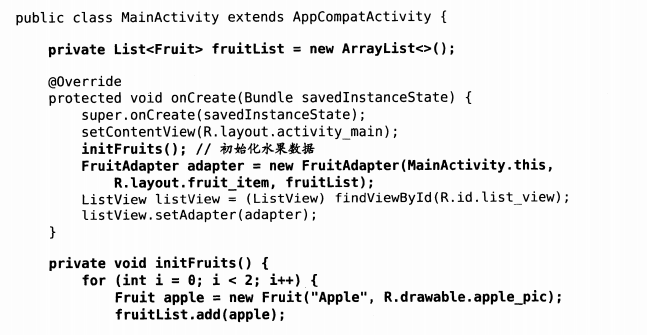 public class MainActivity extends AppCompatActivity {
    private List<Fruit> fruitList = new ArrayList<>();
    @Override
    protected void onCreate(Bundle savedInstanceState) {
        super.onCreate(savedInstanceState);
        setContentView(R.layout.activity_main);
        initFruits(); // 初始化水果数据
        FruitAdapter adapter = new FruitAdapter(MainActivity.this,
            R.layout.fruit_item, fruitList);
        ListView listView = (ListView) findViewById(R.id.list_view);
        listView.setAdapter(adapter);
    }
    private void initFruits() {
        for (int i = 0; i < 2; i++) {
            Fruit apple = new Fruit("Apple", R.drawable.apple_pic);
            fruitList.add(apple);